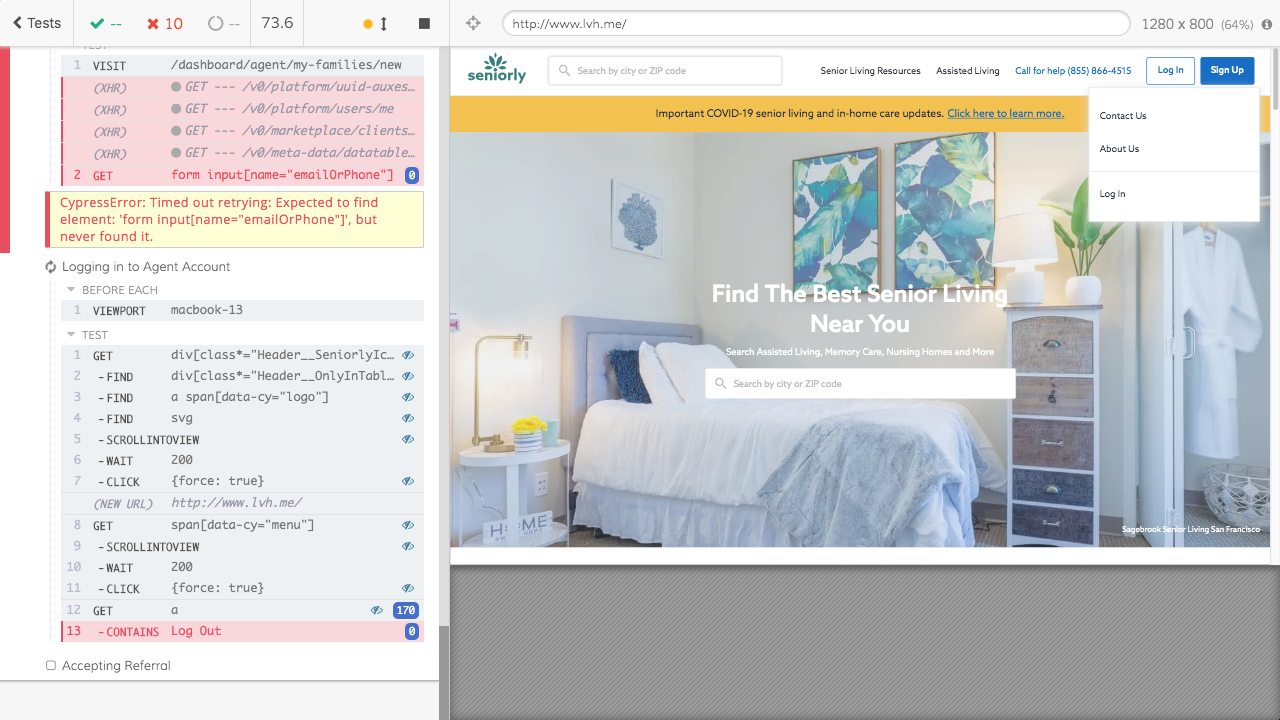 Tests
--
10
--
73.6
http://www.lvh.me/
1280 x 800 (64%)
1 VISIT /dashboard/agent/my-families/new
(XHR) GET --- /v0/platform/uuid-auxes...
(XHR) GET --- /v0/platform/users/me
(XHR) GET --- /v0/marketplace/clients...
(XHR) GET --- /v0/meta-data/datatable...
2 GET form input[name="emailOrPhone"] 0
CypressError: Timed out retrying: Expected to find
element: 'form input[name="emailOrPhone"]', but
never found it.
Logging in to Agent Account
BEFORE EACH
1 VIEWPORT macbook-13
TEST
1 GET div[class*="Header__SeniorlyIc...
2 -FIND div[class*="Header__OnlyInTabl...
3 -FIND a span[data-cy="logo"]
4 -FIND svg
5 -SCROLLINTOVIEW
6 -WAIT 200
7 -CLICK {force: true}
(NEW URL) http://www.lvh.me/
8 GET span[data-cy="menu"]
9 -SCROLLINTOVIEW
10 -WAIT 200
11 -CLICK {force: true}
12 GET a 170
13 -CONTAINS Log Out 0
Accepting Referral
seniorly
Search by city or ZIP code
Senior Living Resources
Assisted Living
Call for help (855) 866-4515
Log In
Sign Up
Important COVID-19 senior living and in-home care updates. Click here to learn more.
Contact Us
About Us
Log In
Find The Best Senior Living
Near You
Search Assisted Living, Memory Care, Nursing Homes and More
Search by city or ZIP code
HOME
Sagebrook Senior Living San Francisco